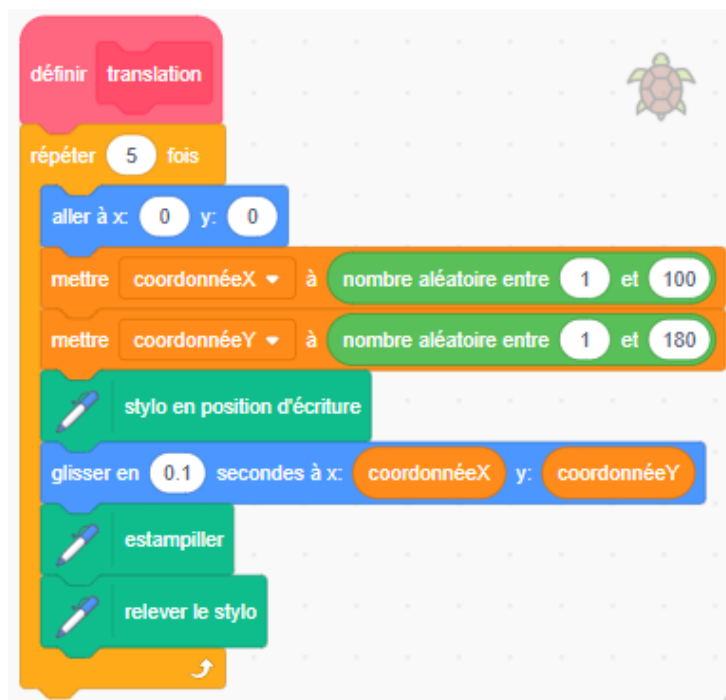 définir translation
répéter 5 fois
aller à x: 0 y: 0
mettre coordonnéeX à nombre aléatoire entre 1 et 100
mettre coordonnéeY à nombre aléatoire entre 1 et 180
stylo en position d'écriture
glisser en 0.1 secondes à x: coordonnéeX y: coordonnéeY
estampiller
relever le stylo